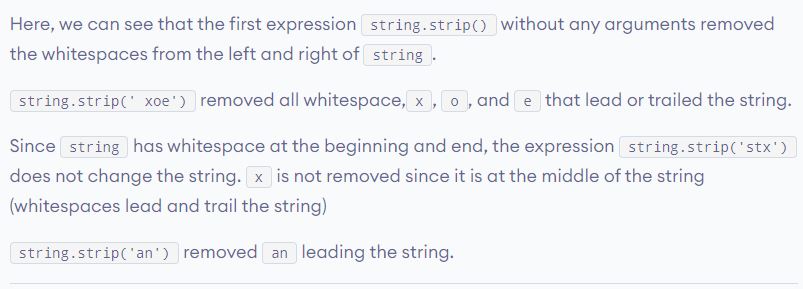 Here, we can see that the first expression string.strip() without any arguments removed
the whitespaces from the left and right of string .
string.strip(' xoe') removed all whitespace, x , o , and e that lead or trailed the string.
Since string has whitespace at the beginning and end, the expression string.strip('stx')
does not change the string. x is not removed since it is at the middle of the string
(whitespaces lead and trail the string)
string.strip('an') removed an leading the string.